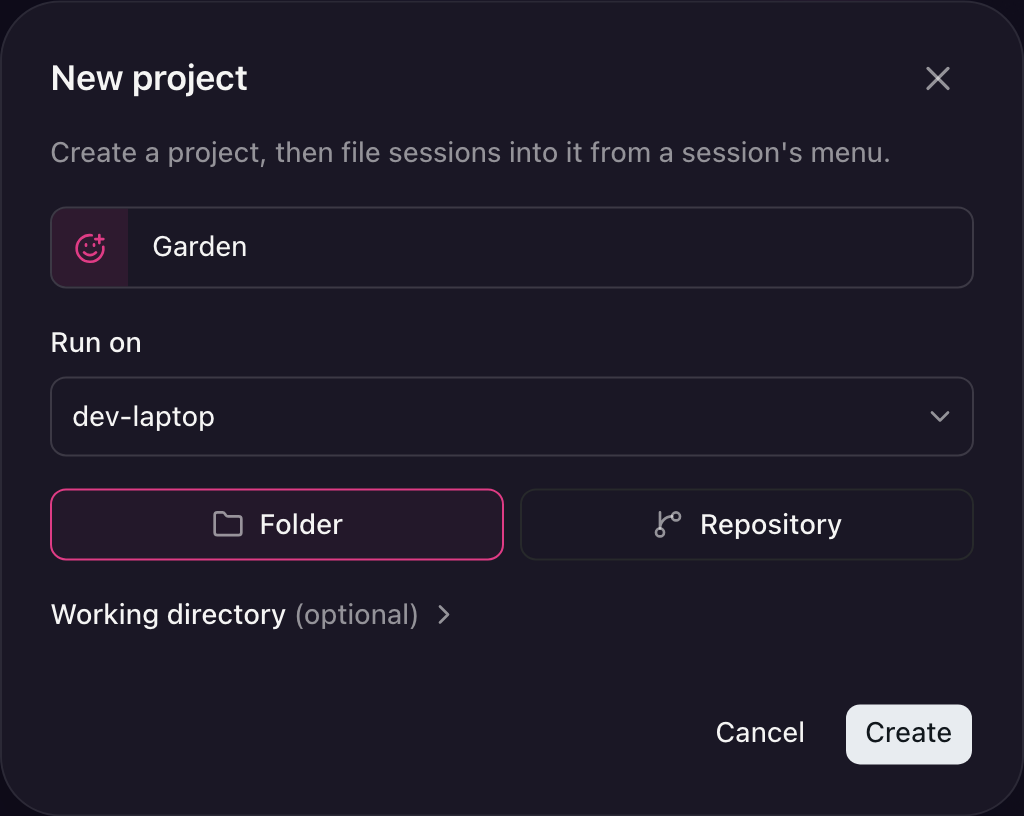 New project
Create a project, then file sessions into it from a session's menu.
Garden
Run on
dev-laptop
Folder
Repository
Working directory (optional)
Cancel
Create